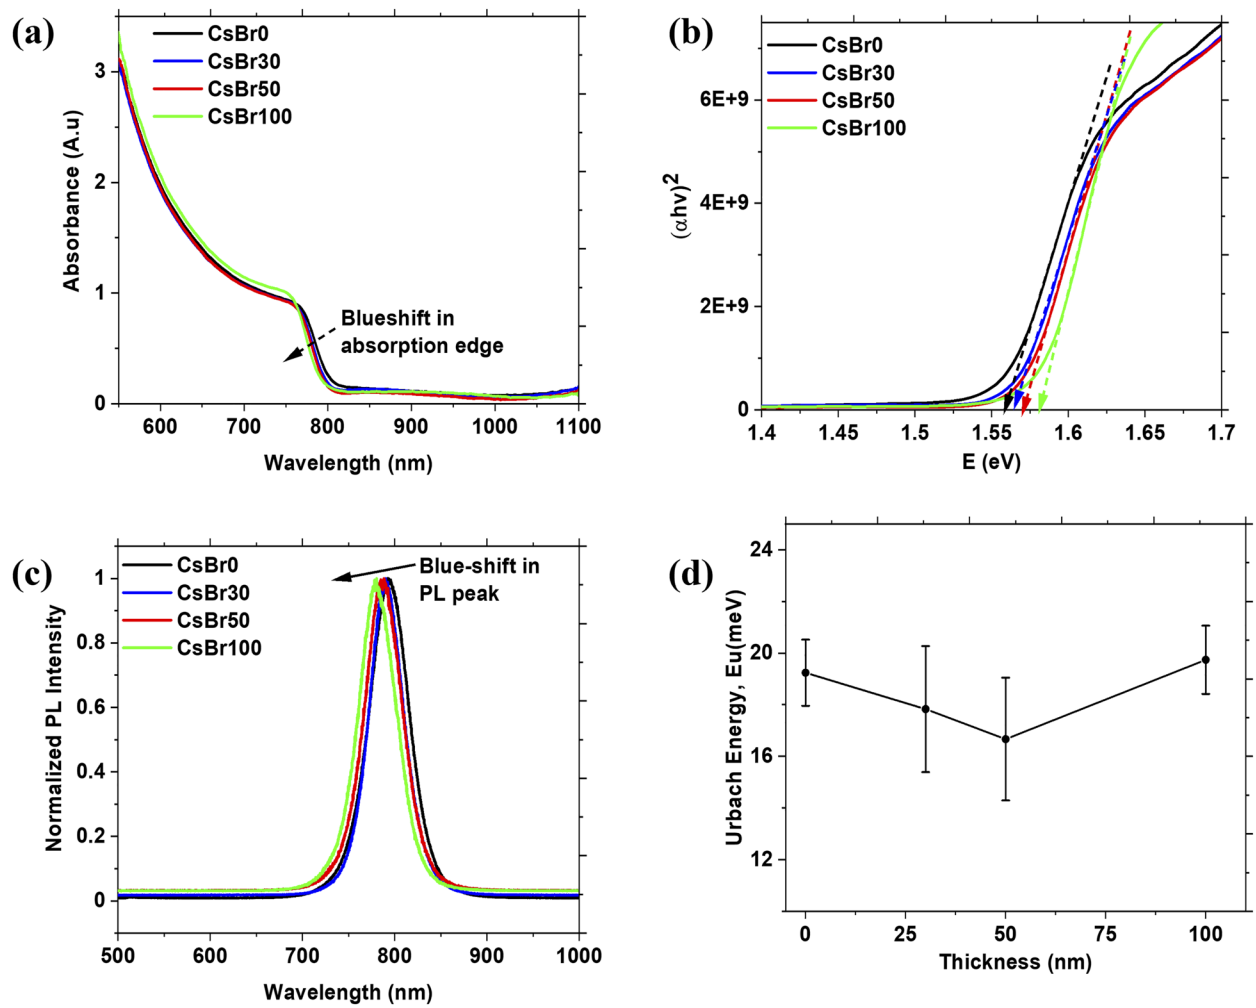 (a)
CsBr0
CsBr30
CsBr50
CsBr100
Absorbance (A.u)
3
2
1
0
Blueshift in
absorption edge
600 700 800 900 1000 1100
Wavelength (nm)
(b)
CsBr0
CsBr30
CsBr50
CsBr100
(αhv)²
6E+9
4E+9
2E+9
0
1.4 1.45 1.5 1.55 1.6 1.65 1.7
E (eV)
(c)
CsBr0
CsBr30
CsBr50
CsBr100
Normalized PL Intensity
1
0.8
0.6
0.4
0.2
0
Blue-shift in
PL peak
500 600 700 800 900 1000
Wavelength (nm)
(d)
Urbach Energy, Eu(meV)
24
20
16
12
0 25 50 75 100
Thickness (nm)